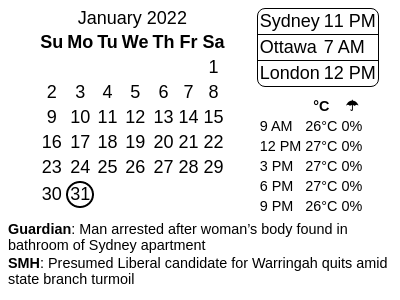 January 2022
Su Mo Tu We Th Fr Sa
1
2 3 4 5 6 7 8
9 10 11 12 13 14 15
16 17 18 19 20 21 22
23 24 25 26 27 28 29
30 31
Sydney 11 PM
Ottawa 7 AM
London 12 PM
°C ☂
9 AM 26°C 0%
12 PM 27°C 0%
3 PM 27°C 0%
6 PM 27°C 0%
9 PM 26°C 0%
Guardian: Man arrested after woman’s body found in
bathroom of Sydney apartment
SMH: Presumed Liberal candidate for Warringah quits amid
state branch turmoil